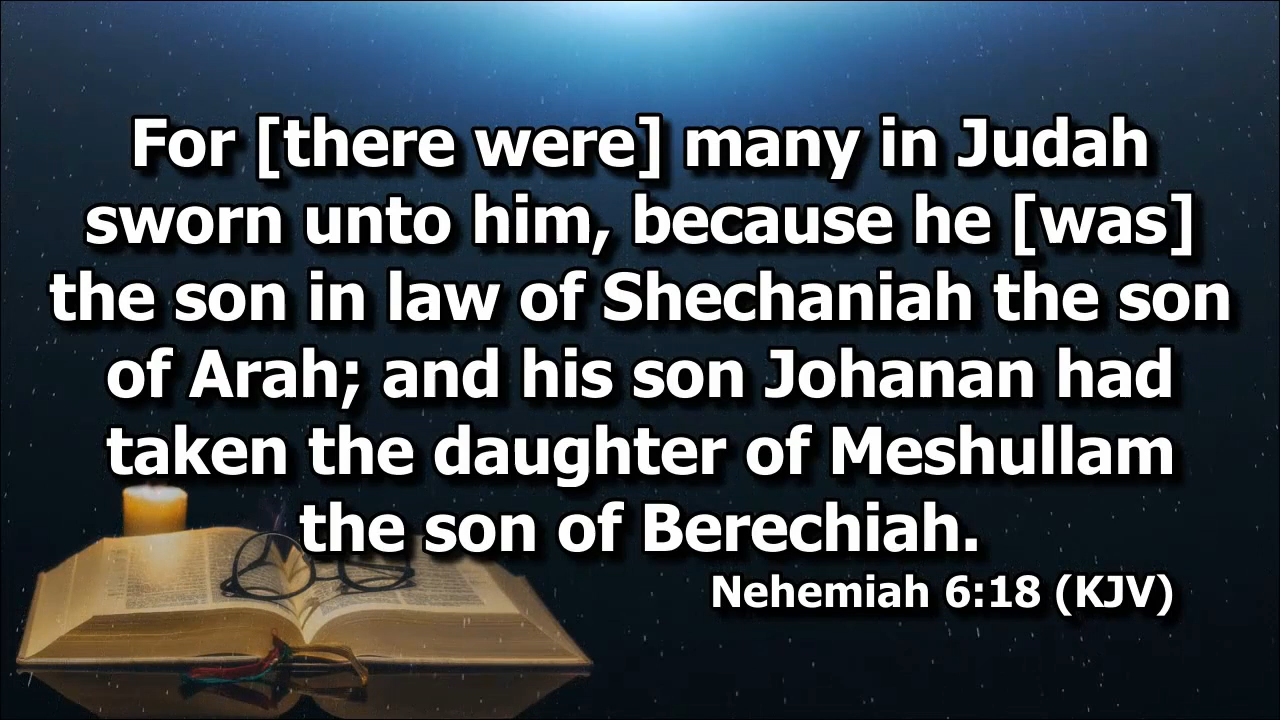 For [there were] many in Judah
sworn unto him, because he [was]
the son in law of Shechaniah the son
of Arah; and his son Johanan had
taken the daughter of Meshullam
the son of Berechiah.
Nehemiah 6:18 (KJV)